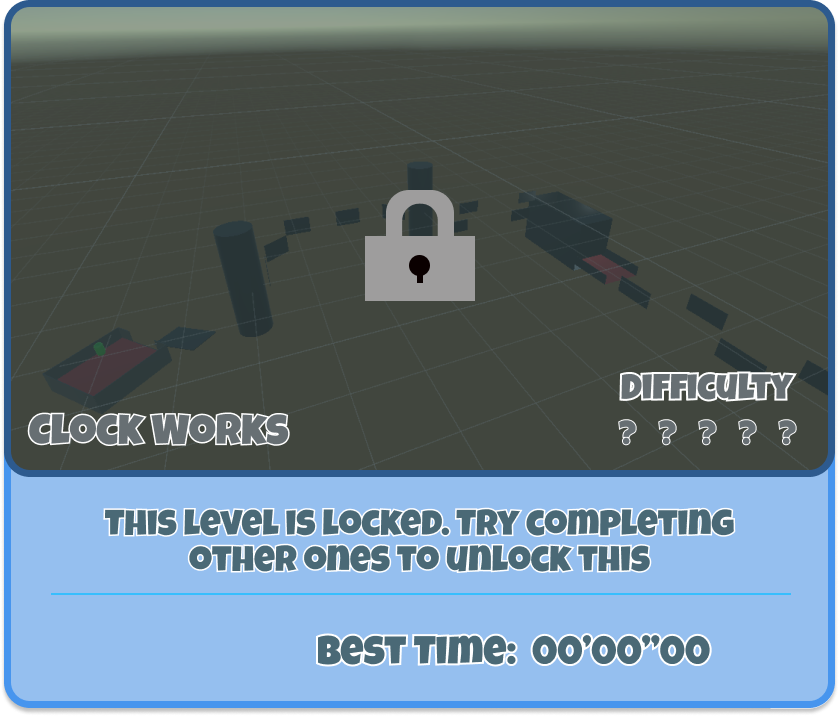 DIFFICULTY
CLOCK WORKS
? ? ? ? ?
THIS LEVEL IS LOCKED. TRY COMPLETING
OTHER ONES TO UNLOCK THIS
BEST TIME: 00'00"00